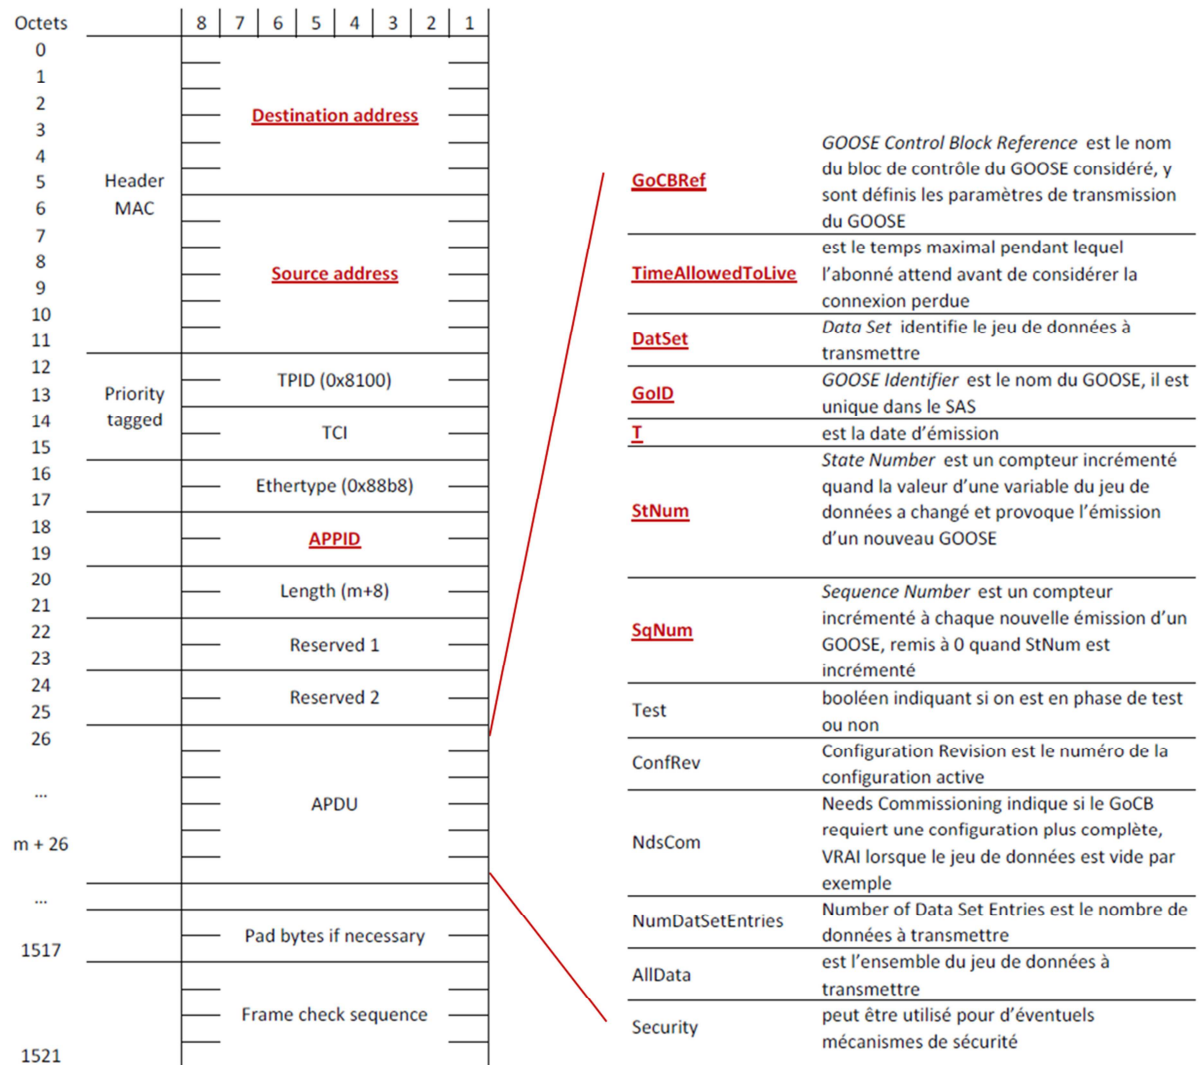 Octets 8 7 6 5 4 3 2 1
0
1
2
3
4
5
6
7
8
9
10
11
12
13
14
15
16
17
18
19
20
21
22
23
24
25
26
...
m + 26
...
1517
1521
Header
MAC
Priority
tagged
Destination address
Source address
TPID (0x8100)
TCI
Ethertype (0x88b8)
APPID
Length (m+8)
Reserved 1
Reserved 2
APDU
Pad bytes if necessary
Frame check sequence
GoCBRef
GOOSE Control Block Reference est le nom
du bloc de contrôle du GOOSE considéré, y
sont définis les paramètres de transmission
du GOOSE
TimeAllowedToLive
est le temps maximal pendant lequel
l'abonné attend avant de considérer la
connexion perdue
DatSet
Data Set identifie le jeu de données à
transmettre
GoID
GOOSE Identifier est le nom du GOOSE, il est
unique dans le SAS
T
est la date d'émission
StNum
State Number est un compteur incrémenté
quand la valeur d'une variable du jeu de
données a changé et provoque l'émission
d'un nouveau GOOSE
SqNum
Sequence Number est un compteur
incrémenté à chaque nouvelle émission d'un
GOOSE, remis à 0 quand StNum est
incrémenté
Test
booléen indiquant si on est en phase de test
ou non
ConfRev
Configuration Revision est le numéro de la
configuration active
NdsCom
Needs Commissioning indique si le GoCB
requiert une configuration plus complète,
VRAI lorsque le jeu de données est vide par
exemple
NumDatSetEntries
Number of Data Set Entries est le nombre de
données à transmettre
AllData
est l'ensemble du jeu de données à
transmettre
Security
peut être utilisé pour d'éventuels
mécanismes de sécurité